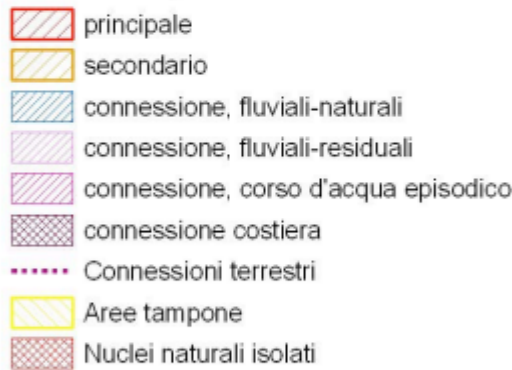 principale
secondario
connessione, fluviali-naturali
connessione, fluviali-residuali
connessione, corso d'acqua episodico
connessione costiera
Connessioni terrestri
Aree tampone
Nuclei naturali isolati